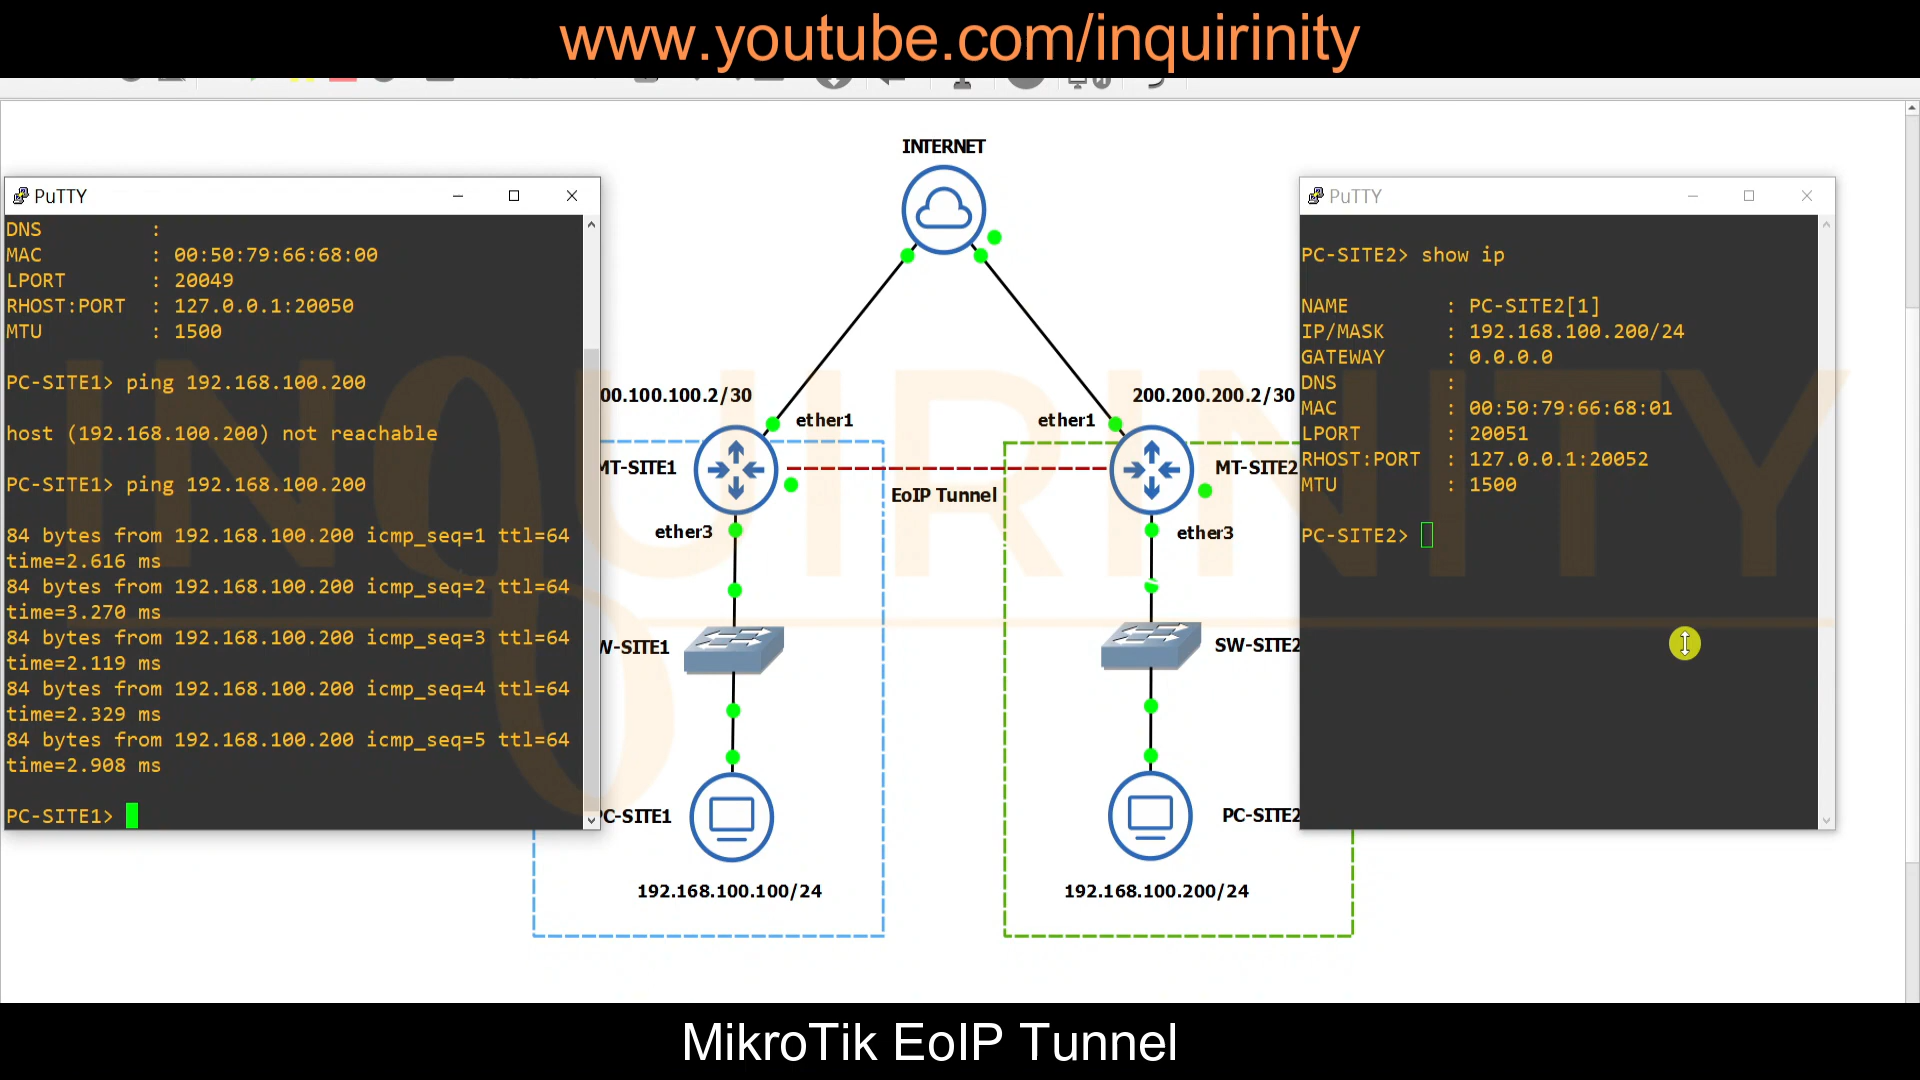 www.youtube.com/inquirinity
INTERNET
PuTTY
DNS :
MAC : 00:50:79:66:68:00
LPORT : 20049
RHOST:PORT : 127.0.0.1:20050
MTU : 1500
PC-SITE1> ping 192.168.100.200
host (192.168.100.200) not reachable
PC-SITE1> ping 192.168.100.200
84 bytes from 192.168.100.200 icmp_seq=1 ttl=64
time=2.616 ms
84 bytes from 192.168.100.200 icmp_seq=2 ttl=64
time=3.270 ms
84 bytes from 192.168.100.200 icmp_seq=3 ttl=64
time=2.119 ms
84 bytes from 192.168.100.200 icmp_seq=4 ttl=64
time=2.329 ms
84 bytes from 192.168.100.200 icmp_seq=5 ttl=64
time=2.908 ms
PC-SITE1>
00.100.100.2/30
ether1
MT-SITE1
ether3
W-SITE1
PC-SITE1
192.168.100.100/24
EoIP Tunnel
200.200.200.2/30
ether1
MT-SITE2
ether3
SW-SITE2
PC-SITE2
192.168.100.200/24
PuTTY
PC-SITE2> show ip
NAME : PC-SITE2[1]
IP/MASK : 192.168.100.200/24
GATEWAY : 0.0.0.0
DNS :
MAC : 00:50:79:66:68:01
LPORT : 20051
RHOST:PORT : 127.0.0.1:20052
MTU : 1500
PC-SITE2>
INQUIRINITY
MikroTik EoIP Tunnel